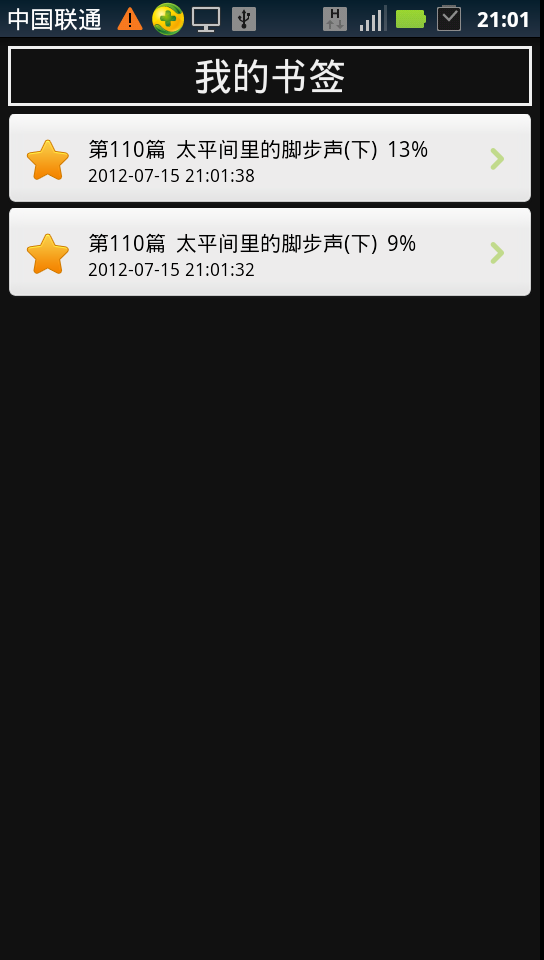 中国联通 H 21:01
我的书签
第110篇 太平间里的脚步声(下) 13%
2012-07-15 21:01:38
第110篇 太平间里的脚步声(下) 9%
2012-07-15 21:01:32